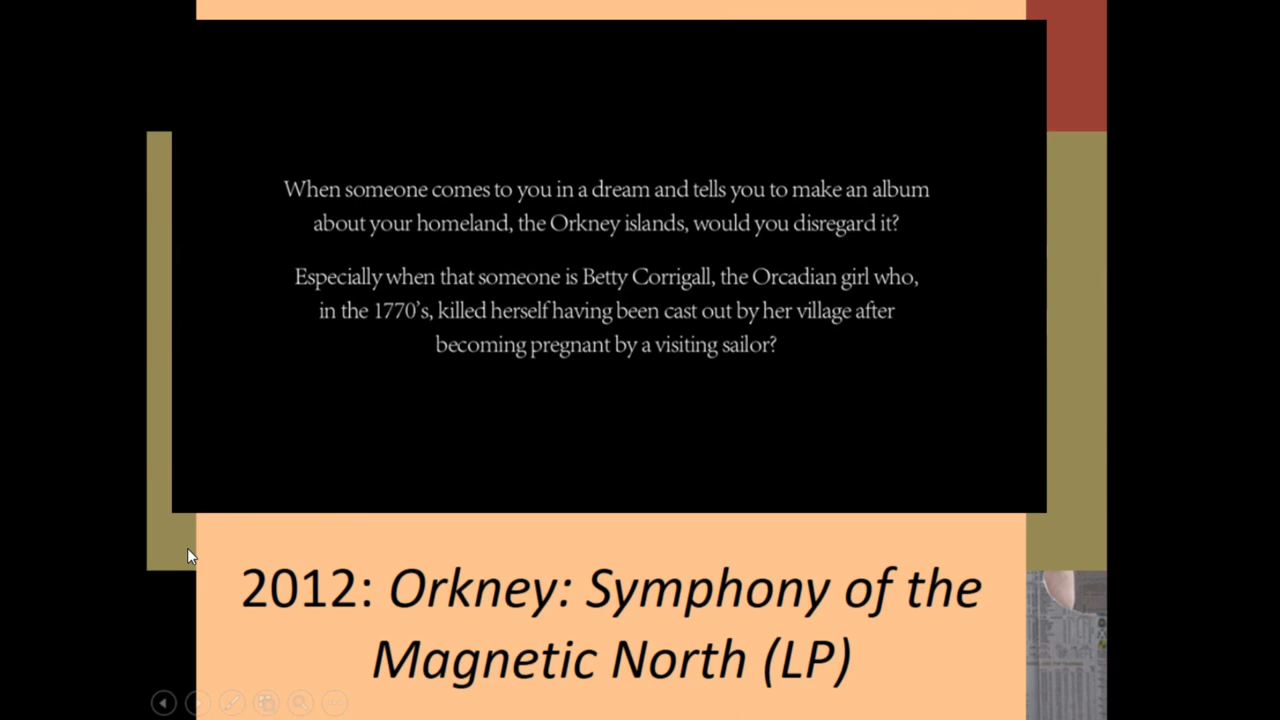 When someone comes to you in a dream and tells you to make an album
about your homeland, the Orkney islands, would you disregard it?
Especially when that someone is Betty Corrigall, the Orcadian girl who,
in the 1770's, killed herself having been cast out by her village after
becoming pregnant by a visiting sailor?
2012: Orkney: Symphony of the
Magnetic North (LP)